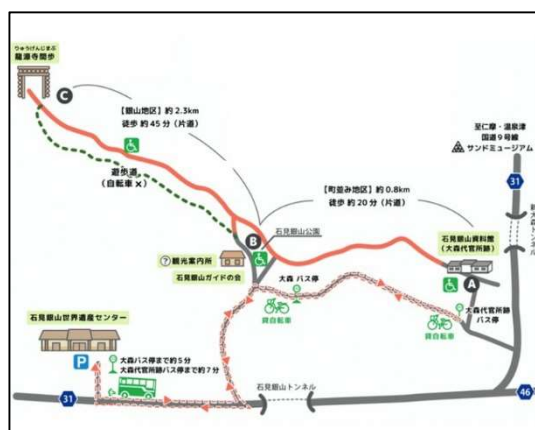 りゅうげんじまぶ
龍源寺間歩
C
【銀山地区】約2.3km
徒歩 約45分（片道）
遊歩道
（自転車×）
至仁摩・温泉津
国道9号線
サンドミュージアム
31
【町並み地区】約0.8km
徒歩 約20分（片道）
石見銀山公園
B
?観光案内所
石見銀山ガイドの会
石見銀山資料館
（大森代官所跡）
A
大森 バス停
貸自転車
大森代官所跡
バス停
貸自転車
石見銀山世界遺産センター
P
大森バス停まで約5分
大森代官所跡バス停まで約7分
31
石見銀山トンネル
46